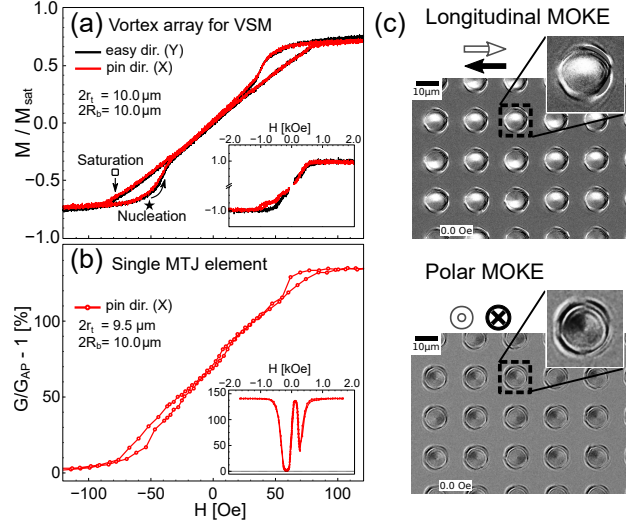 (a) Vortex array for VSM
easy dir. (Y)
pin dir. (X)
2r_t = 10.0 μm
2R_b = 10.0 μm
M / M_sat
1.0
0.5
0.0
−0.5
−1.0
Saturation
Nucleation
H [kOe]
−2.0 −1.0 0.0 1.0 2.0
1.0
−1.0
(b) Single MTJ element
pin dir. (X)
2r_t = 9.5 μm
2R_b = 10.0 μm
G/G_AP - 1 [%]
100
50
0
H [kOe]
−2.0 −1.0 0.0 1.0 2.0
150
100
50
0
−100 −50 0 50 100
H [Oe]
(c) Longitudinal MOKE
10μm
0.0 Oe
Polar MOKE
10μm
0.0 Oe